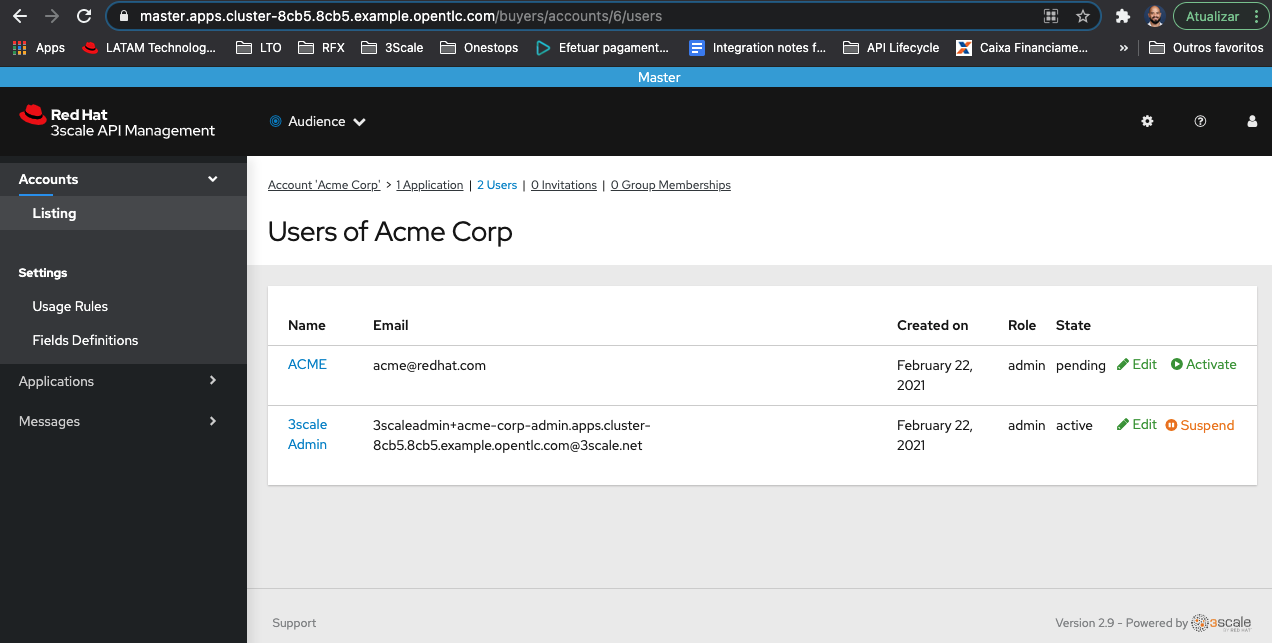 master.apps.cluster-8cb5.8cb5.example.opentlc.com/buyers/accounts/6/users
Atualizar
Apps
LATAM Technolog...
LTO
RFX
3Scale
Onestops
Efetuar pagament...
Integration notes f...
API Lifecycle
Caixa Financiame...
»
Outros favoritos
Master
Red Hat
3scale API Management
Audience
Accounts
Listing
Settings
Usage Rules
Fields Definitions
Applications
Messages
Account 'Acme Corp' > 1 Application | 2 Users | 0 Invitations | 0 Group Memberships
Users of Acme Corp
Name Email Created on Role State
ACME acme@redhat.com February 22, admin pending Edit Activate
2021
3scale 3scaleadmin+acme-corp-admin.apps.cluster- February 22, admin active Edit Suspend
Admin 8cb5.8cb5.example.opentlc.com@3scale.net 2021
Support
Version 2.9 - Powered by 3scale
BY RED HAT